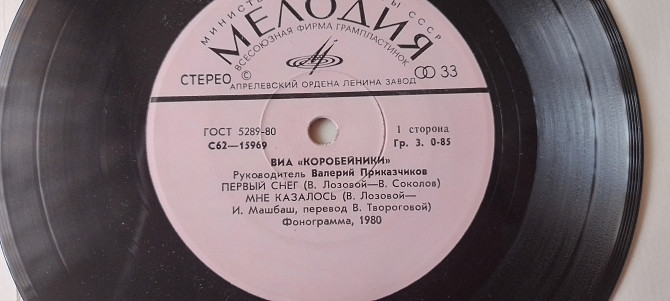 МИНИСТ Ы СССР
МЕЛОДИЯ
ВСЕСОЮЗНАЯ ФИРМА ГРАМПЛАСТИНОК
СТЕРЕО © 33
АПРЕЛЕВСКИЙ ОРДЕНА ЛЕНИНА ЗАВОД
ГОСТ 5289-80 1 сторона
С62—15969 Гр. 3. 0-85
ВИА «КОРОБЕЙНИКИ»
Руководитель Валерий Приказчиков
ПЕРВЫЙ СНЕГ (В. Лозовой—В. Соколов)
МНЕ КАЗАЛОСЬ (В. Лозовой—
И. Машбаш, перевод В. Твороговой)
Фонограмма, 1980